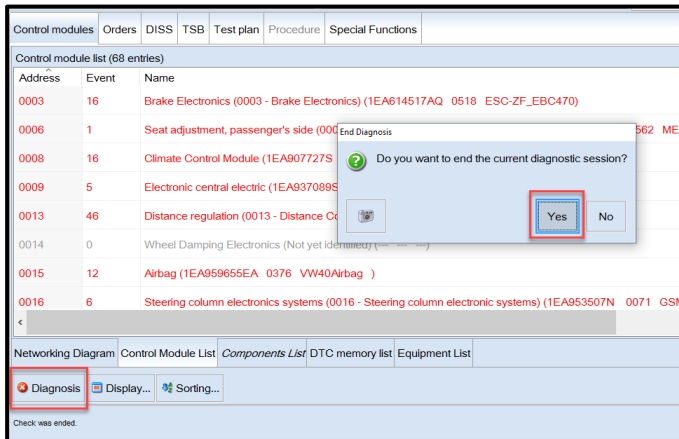 Control modules Orders DISS TSB Test plan Procedure Special Functions
Control module list (68 entries)
Address Event Name
0003 16 Brake Electronics (0003 - Brake Electronics) (1EA614517AQ 0518 ESC-ZF_EBC470)
0006 1 Seat adjustment, passenger's side (000 562 ME
End Diagnosis
0008 16 Climate Control Module (1EA907727S
Do you want to end the current diagnostic session?
0009 5 Electronic central electric (1EA937089S
0013 46 Distance regulation (0013 - Distance Co
Yes No
0014 0 Wheel Damping Electronics (Not yet identified) (--- --- ---)
0015 12 Airbag (1EA959655EA 0376 VW40Airbag )
0016 6 Steering column electronics systems (0016 - Steering column electronic systems) (1EA953507N 0071 GSM
Networking Diagram Control Module List Components List DTC memory list Equipment List
Diagnosis Display... Sorting...
Check was ended.